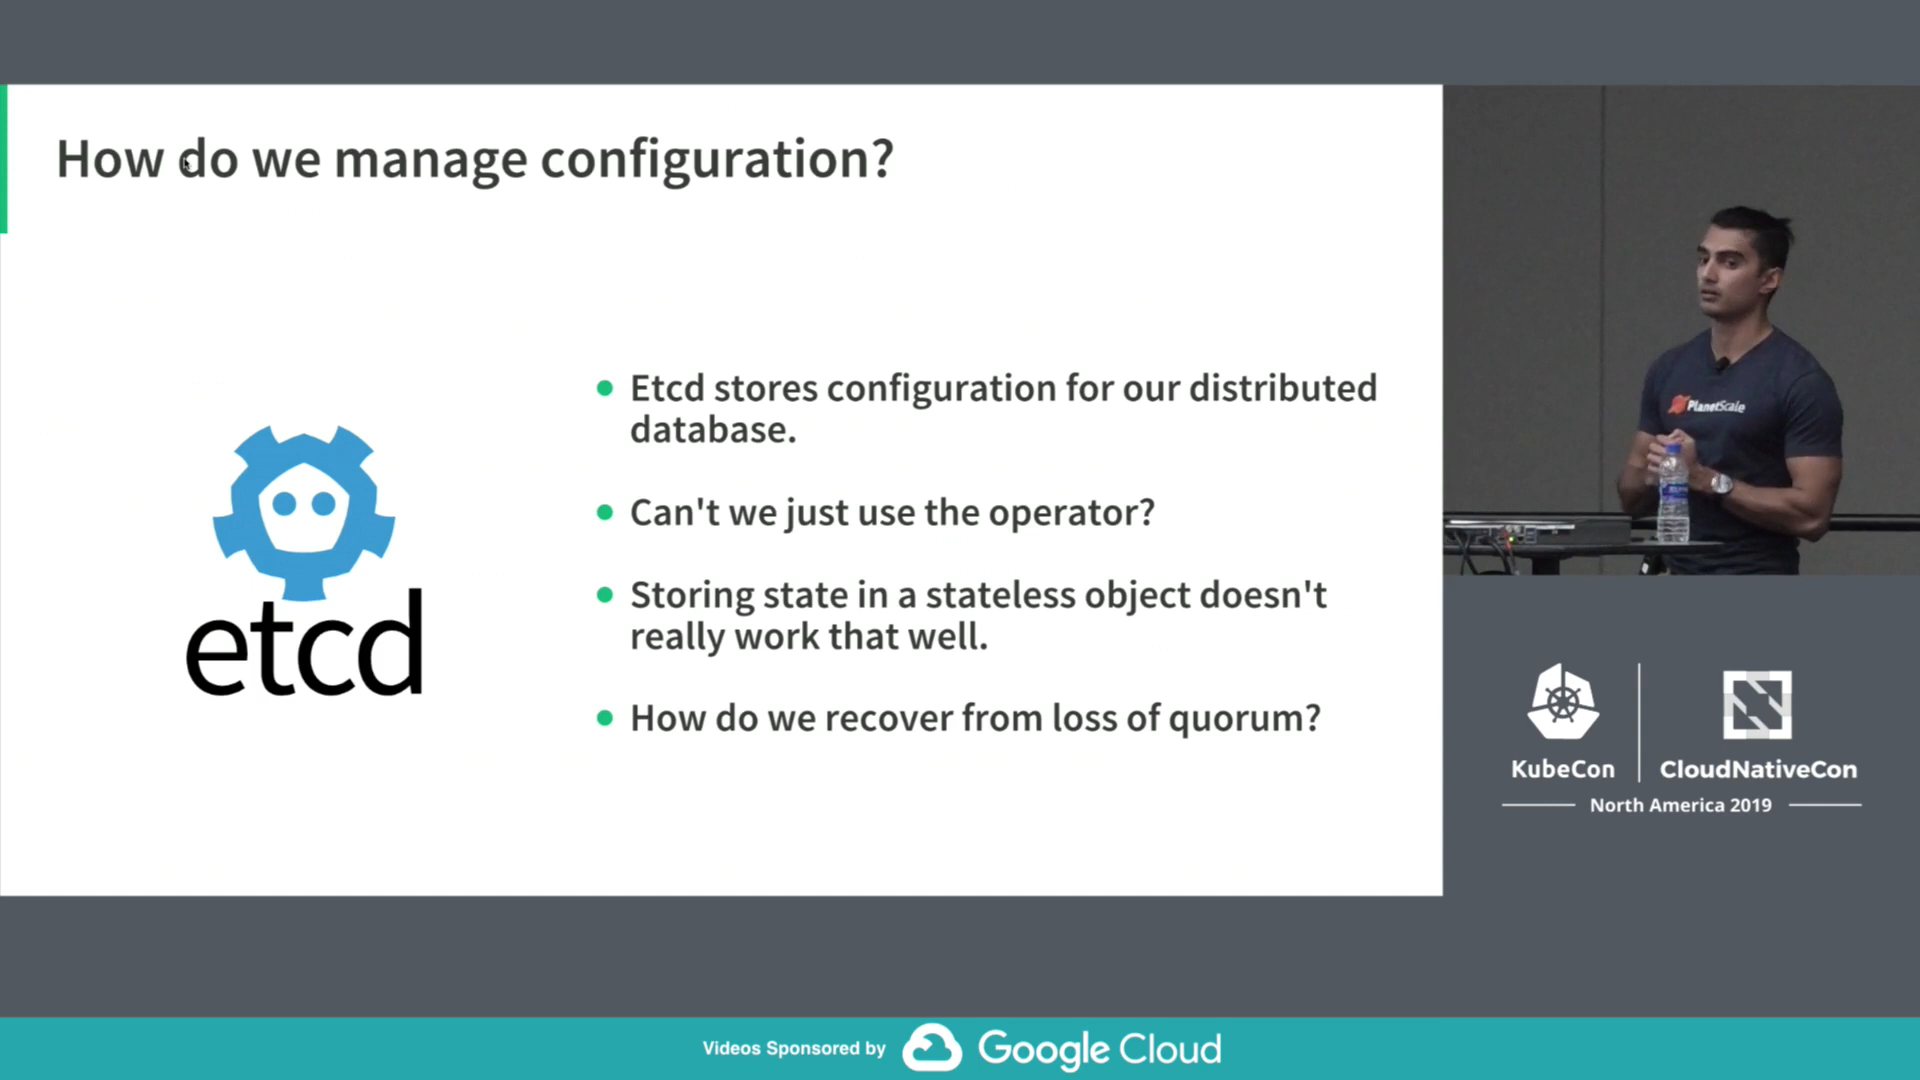 How do we manage configuration?
etcd
Etcd stores configuration for our distributed
database.
Can't we just use the operator?
Storing state in a stateless object doesn't
really work that well.
How do we recover from loss of quorum?
PlanetScale
KubeCon
CloudNativeCon
North America 2019
Videos Sponsored by
Google Cloud